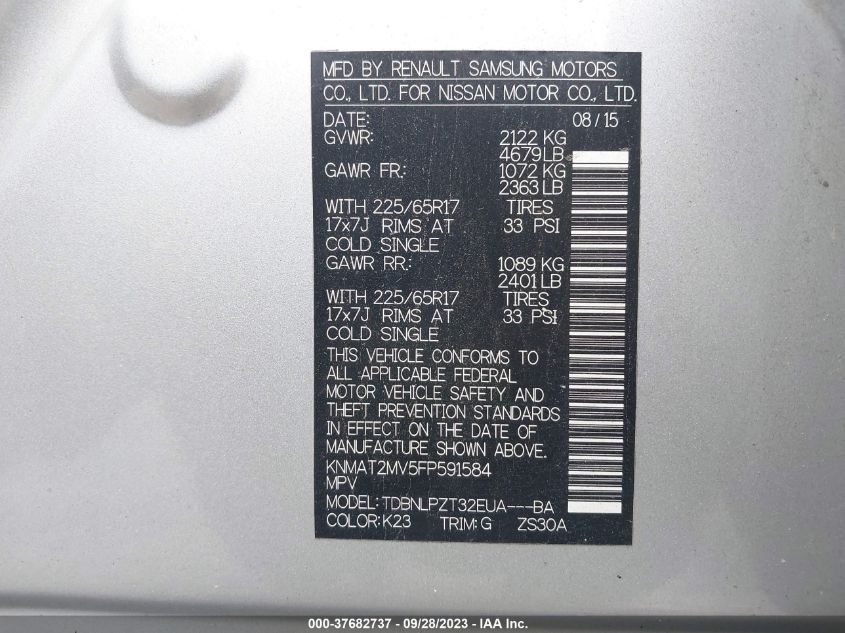 MFD BY RENAULT SAMSUNG MOTORS
CO., LTD. FOR NISSAN MOTOR CO., LTD.
DATE: 08/15
GVWR: 2122 KG
4679LB
GAWR FR.: 1072 KG
2363 LB
WITH 225/65R17 TIRES
17x7J RIMS AT 33 PSI
COLD SINGLE
GAWR RR.: 1089 KG
2401LB
WITH 225/65R17 TIRES
17x7J RIMS AT 33 PSI
COLD SINGLE
THIS VEHICLE CONFORMS TO
ALL APPLICABLE FEDERAL
MOTOR VEHICLE SAFETY AND
THEFT PREVENTION STANDARDS
IN EFFECT ON THE DATE OF
MANUFACTURE SHOWN ABOVE.
KNMAT2MV5FP591584
MPV
MODEL: TDBNLPZT32EUA---BA
COLOR: K23 TRIM: G ZS30A
000-37682737 - 09/28/2023 - IAA Inc.